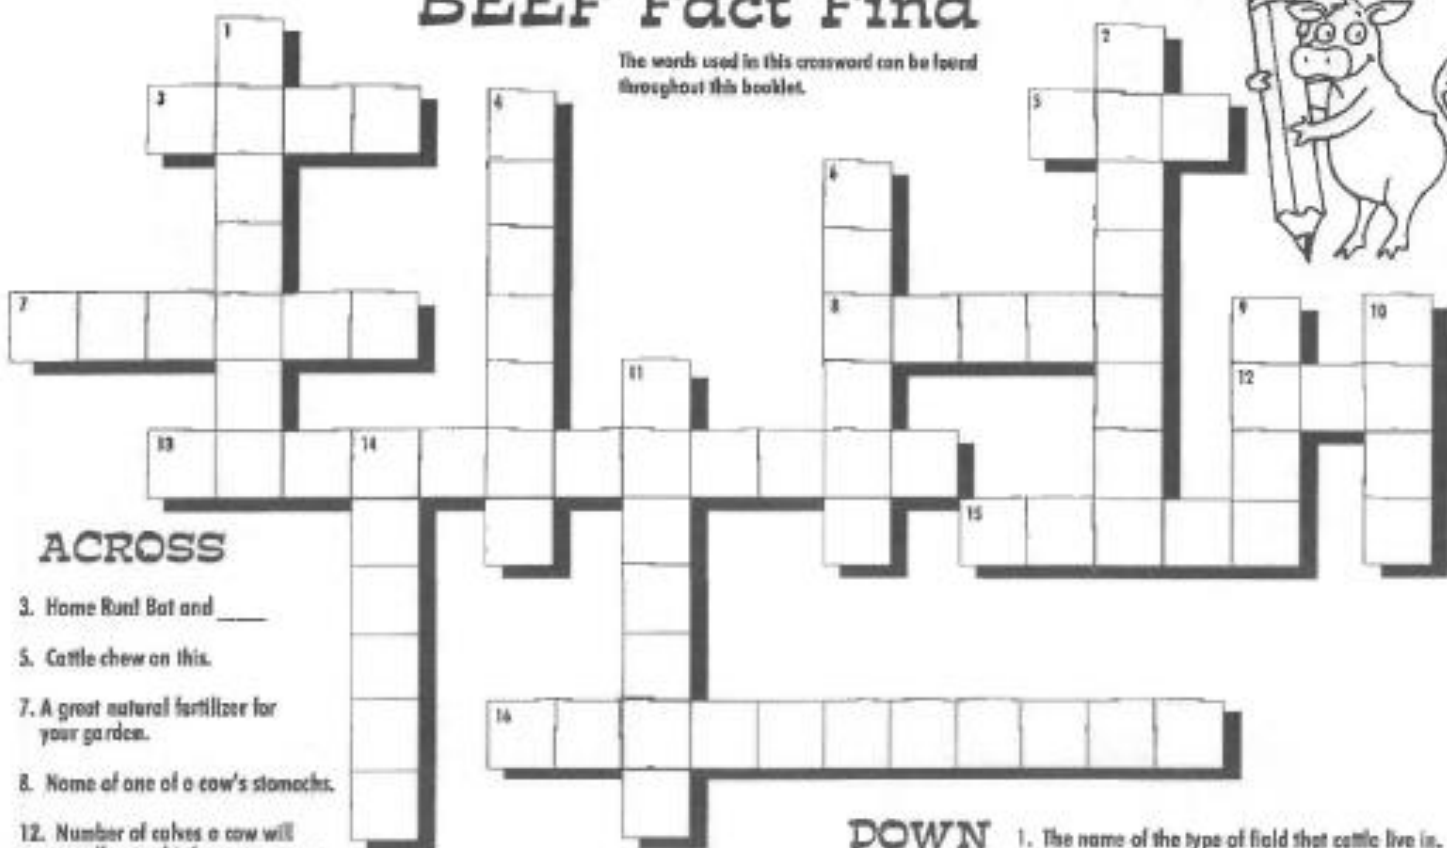 BEEF Fact Find
The words used in this crossword can be found
throughout this booklet.
1
2
3
4
5
6
7
8
9
10
11
12
13
14
15
16
ACROSS
3. Home Run! Bat and ____
5. Cattle chew on this.
7. A great natural fertilizer for
your garden.
8. Name of one of a cow's stomachs.
12. Number of calves a cow will
DOWN
1. The name of the type of field that cattle live in.